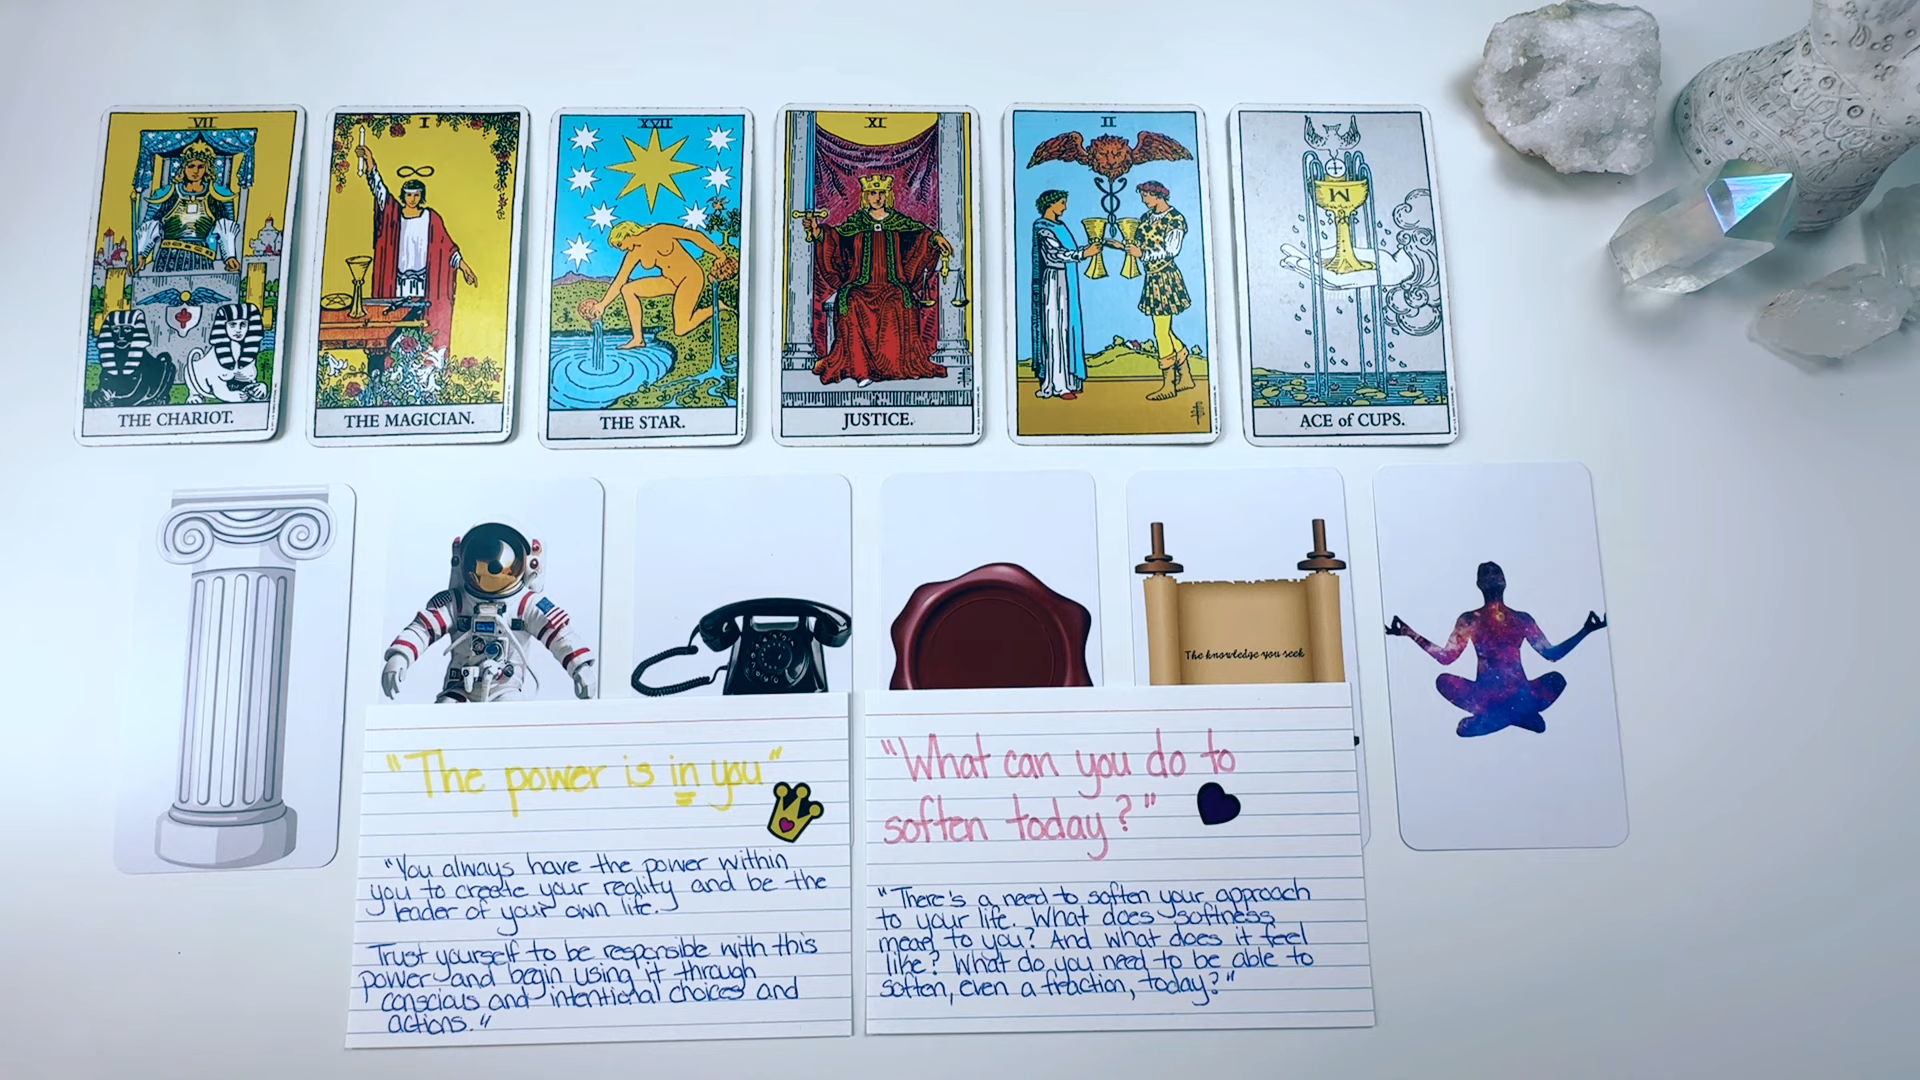 VII
THE CHARIOT.
I
THE MAGICIAN.
XVII
THE STAR.
XI
JUSTICE.
II
ACE of CUPS.
The knowledge you seek
"The power is in you"
"You always have the power within
you to create your reality and be the
leader of your own life.
Trust yourself to be responsible with this
power and begin using it through
conscious and intentional choices and
actions."
"What can you do to
soften today?"
"There's a need to soften your approach
to your life. What does softness
mean to you? And what does it feel
like? What do you need to be able to
soften, even a fraction, today?"